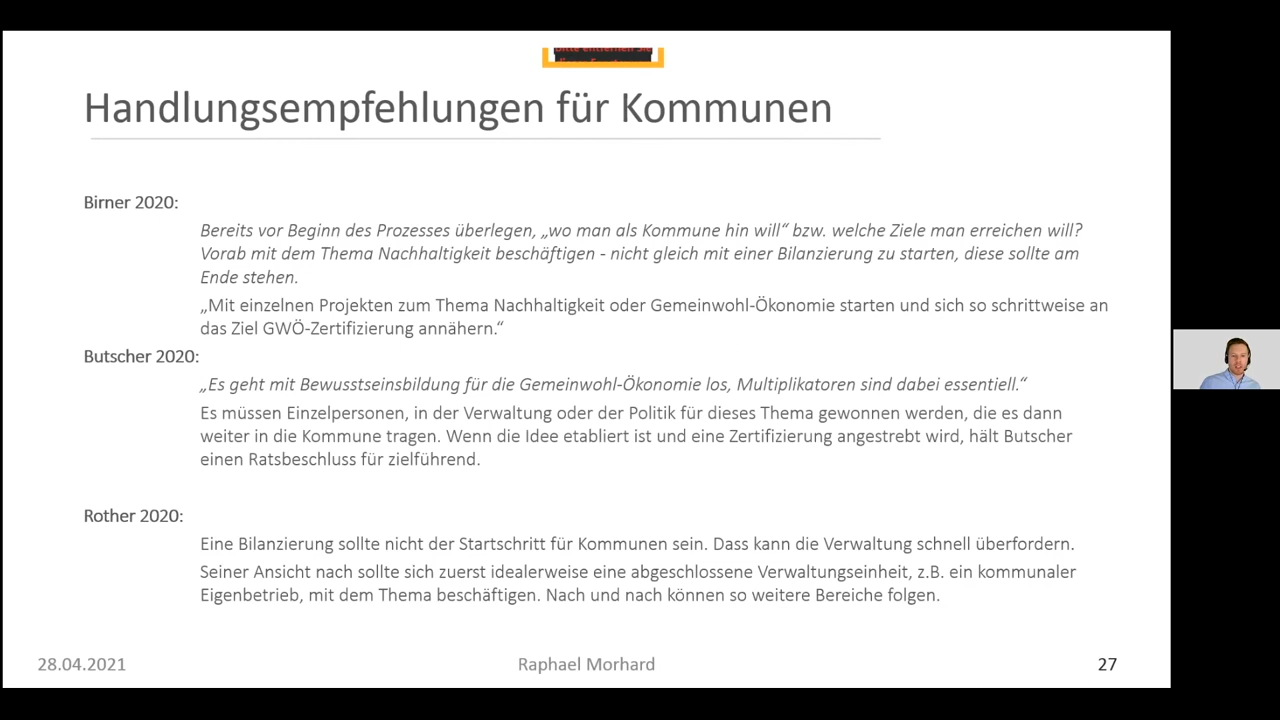 Bitte entfernen Sie
Handlungsempfehlungen für Kommunen
Birner 2020:
Bereits vor Beginn des Prozesses überlegen, „wo man als Kommune hin will“ bzw. welche Ziele man erreichen will?
Vorab mit dem Thema Nachhaltigkeit beschäftigen - nicht gleich mit einer Bilanzierung zu starten, diese sollte am
Ende stehen.
„Mit einzelnen Projekten zum Thema Nachhaltigkeit oder Gemeinwohl-Ökonomie starten und sich so schrittweise an
das Ziel GWÖ-Zertifizierung annähern.“
Butscher 2020:
„Es geht mit Bewusstseinsbildung für die Gemeinwohl-Ökonomie los, Multiplikatoren sind dabei essentiell.“
Es müssen Einzelpersonen, in der Verwaltung oder der Politik für dieses Thema gewonnen werden, die es dann
weiter in die Kommune tragen. Wenn die Idee etabliert ist und eine Zertifizierung angestrebt wird, hält Butscher
einen Ratsbeschluss für zielführend.
Rother 2020:
Eine Bilanzierung sollte nicht der Startschritt für Kommunen sein. Dass kann die Verwaltung schnell überfordern.
Seiner Ansicht nach sollte sich zuerst idealerweise eine abgeschlossene Verwaltungseinheit, z.B. ein kommunaler
Eigenbetrieb, mit dem Thema beschäftigen. Nach und nach können so weitere Bereiche folgen.
28.04.2021
Raphael Morhard
27